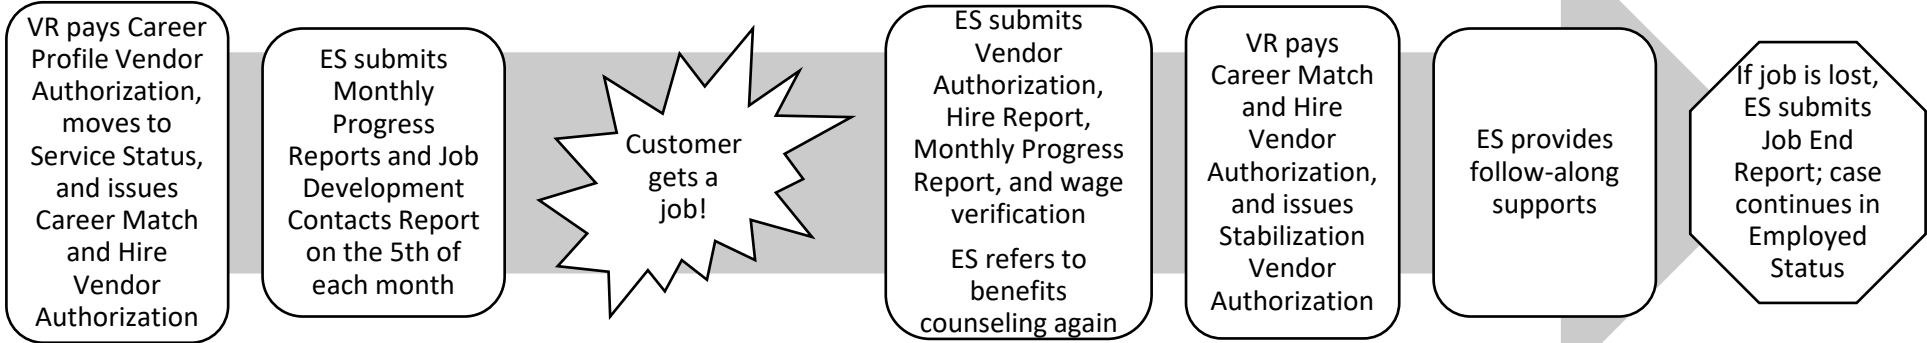 VR pays Career
Profile Vendor
Authorization,
moves to
Service Status,
and issues
Career Match
and Hire
Vendor
Authorization
ES submits
Monthly
Progress
Reports and Job
Development
Contacts Report
on the 5th of
each month
Customer
gets a
job!
ES submits
Vendor
Authorization,
Hire Report,
Monthly Progress
Report, and wage
verification
ES refers to
benefits
counseling again
VR pays
Career Match
and Hire
Vendor
Authorization,
and issues
Stabilization
Vendor
Authorization
ES provides
follow-along
supports
If job is lost,
ES submits
Job End
Report; case
continues in
Employed
Status